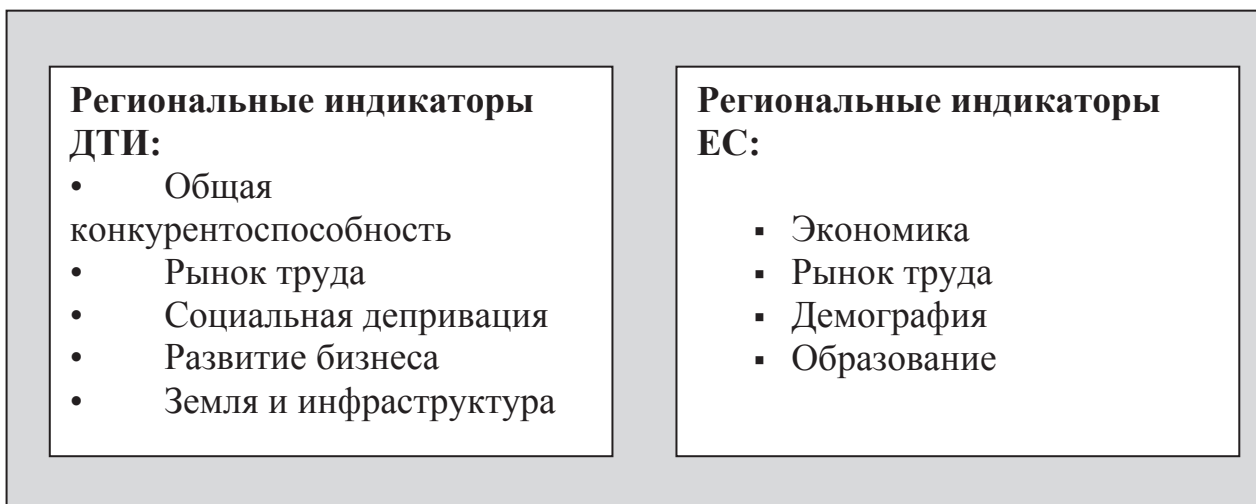 Региональные индикаторы
ДТИ:
• Общая
конкурентоспособность
• Рынок труда
• Социальная депривация
• Развитие бизнеса
• Земля и инфраструктура
Региональные индикаторы
ЕС:
▪ Экономика
▪ Рынок труда
▪ Демография
▪ Образование